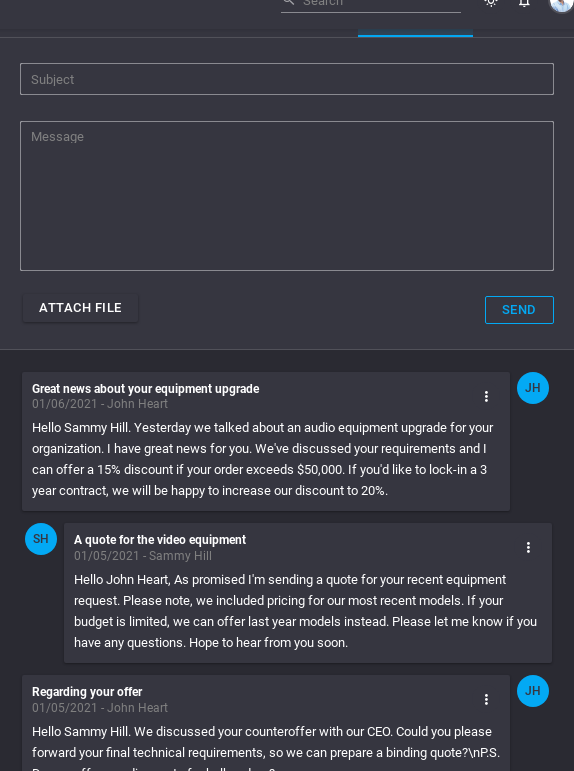 Search
Subject
Message
ATTACH FILE
SEND
Great news about your equipment upgrade
01/06/2021 - John Heart
JH
Hello Sammy Hill. Yesterday we talked about an audio equipment upgrade for your
organization. I have great news for you. We've discussed your requirements and I
can offer a 15% discount if your order exceeds $50,000. If you'd like to lock-in a 3
year contract, we will be happy to increase our discount to 20%.
SH
A quote for the video equipment
01/05/2021 - Sammy Hill
Hello John Heart, As promised I'm sending a quote for your recent equipment
request. Please note, we included pricing for our most recent models. If your
budget is limited, we can offer last year models instead. Please let me know if you
have any questions. Hope to hear from you soon.
Regarding your offer
01/05/2021 - John Heart
JH
Hello Sammy Hill. We discussed your counteroffer with our CEO. Could you please
forward your final technical requirements, so we can prepare a binding quote?\nP.S.